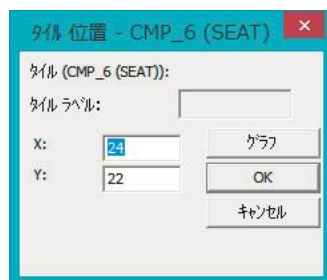 ﾀｲﾙ 位置 - CMP_6 (SEAT)
ﾀｲﾙ (CMP_6 (SEAT)):
ﾀｲﾙ ﾗﾍﾞﾙ:
X: 24 ｸﾞﾗﾌ
Y: 22 OK
ｷｬﾝｾﾙ